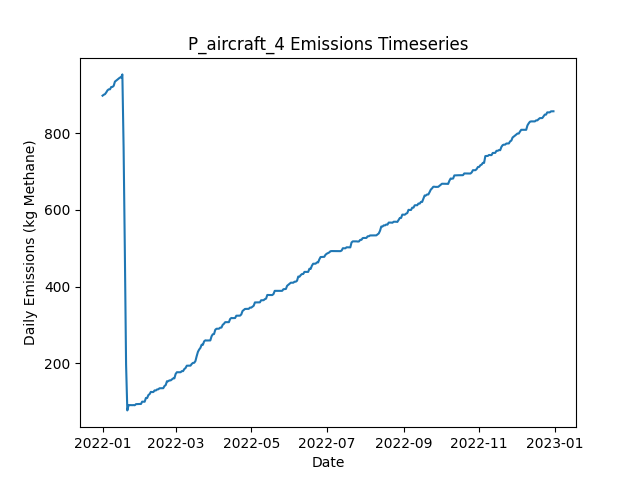 P_aircraft_4 Emissions Timeseries
Daily Emissions (kg Methane)
800
600
400
200
2022-01 2022-03 2022-05 2022-07 2022-09 2022-11 2023-01
Date